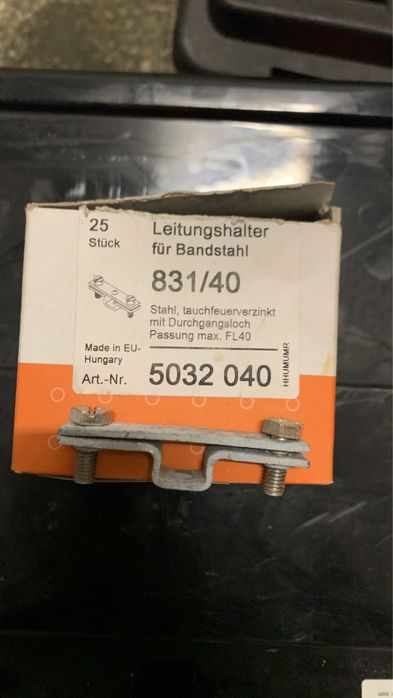 25
Stück
Leitungshalter
für Bandstahl
831/40
Stahl, tauchfeuerverzinkt
mit Durchgangsloch
Passung max. FL40
Made in EU-
Hungary
Art.-Nr.
5032 040
HHUMUMR